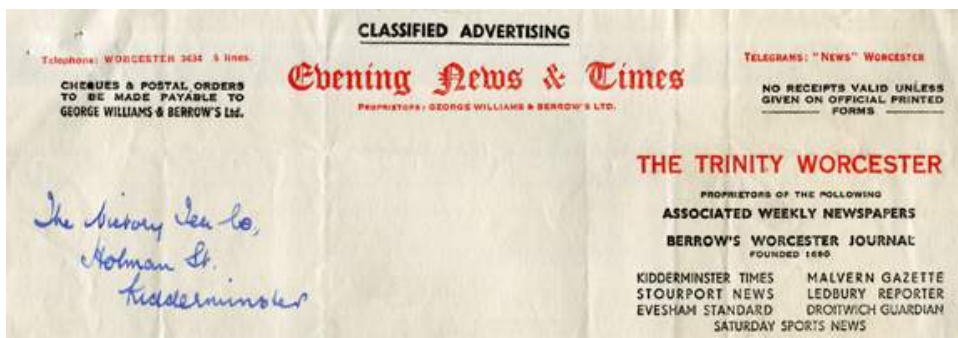 CLASSIFIED ADVERTISING
Telephone: WORCESTER 3434 5 lines
CHEQUES & POSTAL ORDERS
TO BE MADE PAYABLE TO
GEORGE WILLIAMS & BERROW'S Ltd.
Evening News & Times
PROPRIETORS: GEORGE WILLIAMS & BERROW'S LTD.
TELEGRAMS: "NEWS" WORCESTER
NO RECEIPTS VALID UNLESS
GIVEN ON OFFICIAL PRINTED
FORMS
THE TRINITY WORCESTER
PROPRIETORS OF THE FOLLOWING
ASSOCIATED WEEKLY NEWSPAPERS
BERROW'S WORCESTER JOURNAL
FOUNDED 1690
KIDDERMINSTER TIMES MALVERN GAZETTE
STOURPORT NEWS LEDBURY REPORTER
EVESHAM STANDARD DROITWICH GUARDIAN
SATURDAY SPORTS NEWS
The Victory Tea Co,
Holman St.
Kidderminster